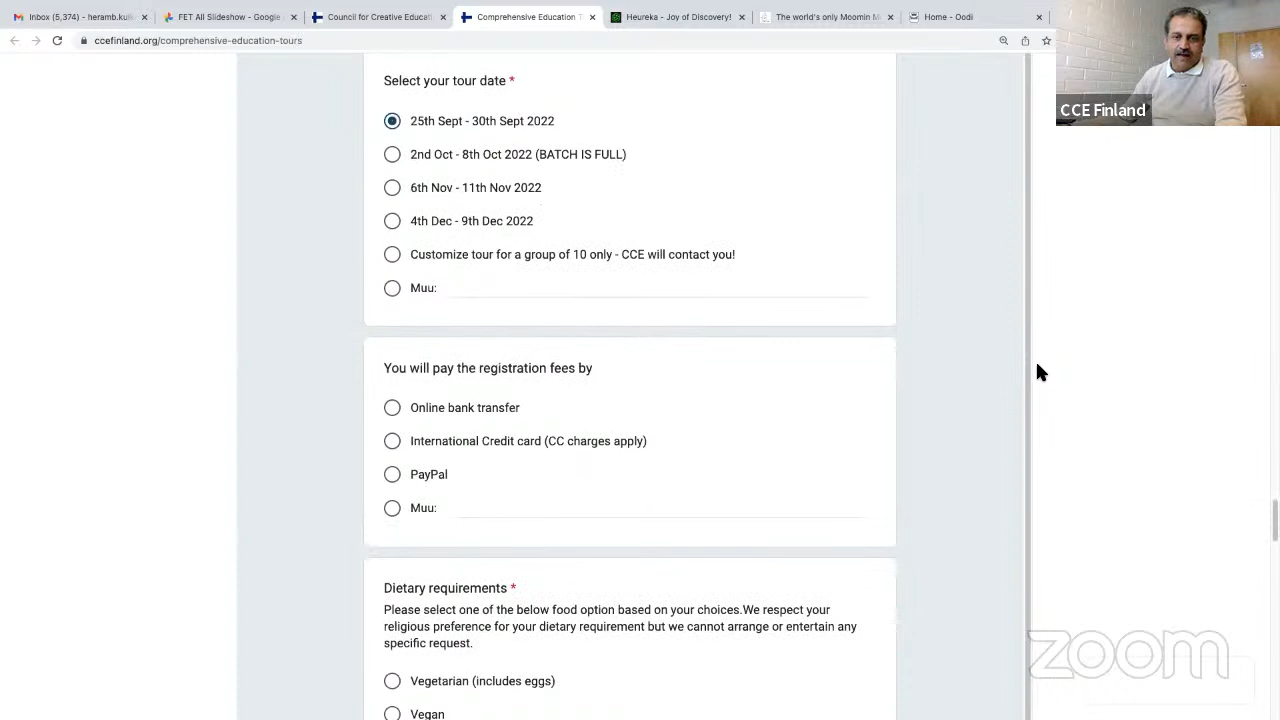 Inbox (5,374) - heramb.kulk
FET All Slideshow - Google
Council for Creative Educati
Comprehensive Education T
Heureka - Joy of Discovery!
The world's only Moomin M
Home - Oodi
ccefinland.org/comprehensive-education-tours
CCE Finland
Select your tour date *
25th Sept - 30th Sept 2022
2nd Oct - 8th Oct 2022 (BATCH IS FULL)
6th Nov - 11th Nov 2022
4th Dec - 9th Dec 2022
Customize tour for a group of 10 only - CCE will contact you!
Muu:
You will pay the registration fees by
Online bank transfer
International Credit card (CC charges apply)
PayPal
Muu:
Dietary requirements *
Please select one of the below food option based on your choices.We respect your
religious preference for your dietary requirement but we cannot arrange or entertain any
specific request.
Vegetarian (includes eggs)
Vegan
zoom